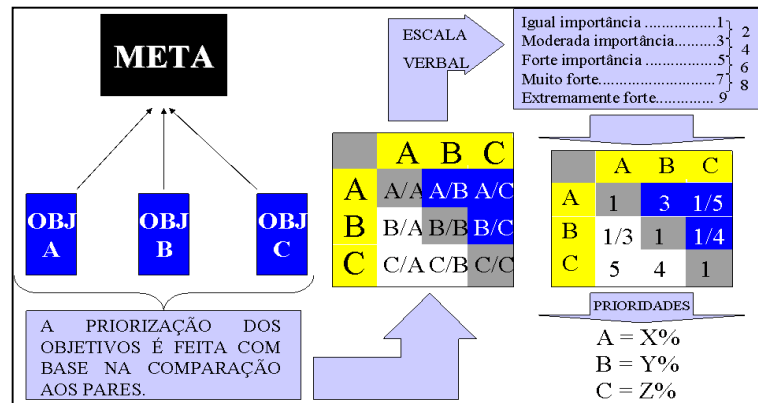 META
OBJ
A
OBJ
B
OBJ
C
A PRIORIZAÇÃO DOS
OBJETIVOS É FEITA COM
BASE NA COMPARAÇÃO
AOS PARES.
ESCALA
VERBAL
Igual importância ..................1
Moderada importância..........3
Forte importância ................5
Muito forte............................7
Extremamente forte............... 9
2
4
6
8
A B C
A A/A A/B A/C
B B/A B/B B/C
C C/A C/B C/C
A B C
A 1 3 1/5
B 1/3 1 1/4
C 5 4 1
PRIORIDADES
A = X%
B = Y%
C = Z%